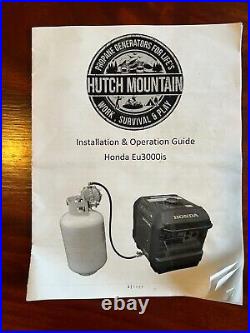 PROPANE GENERATORS FOR LIFE'S
HUTCH MOUNTAIN
WORK, SURVIVAL & PLAY
Installation & Operation Guide
Honda Eu3000is
HONDA